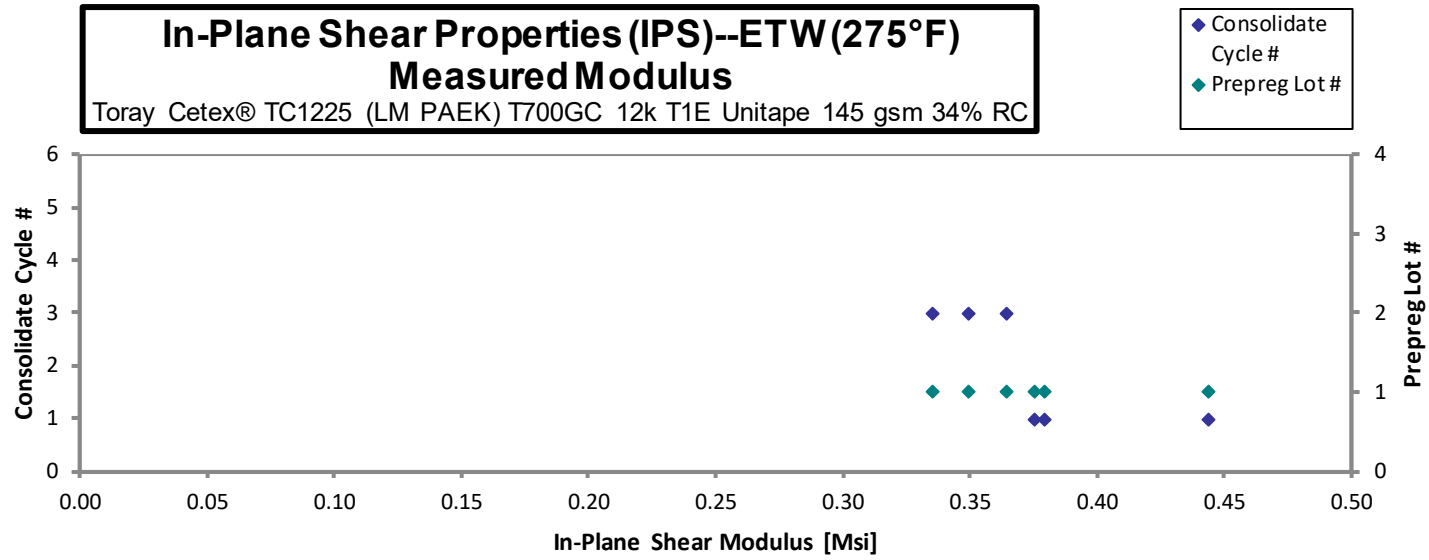 In-Plane Shear Properties (IPS)--ETW (275°F)
Measured Modulus
Toray Cetex® TC1225 (LM PAEK) T700GC 12k T1E Unitape 145 gsm 34% RC
Consolidate
Cycle #
Prepreg Lot #
6
5
4
3
2
1
0
Consolidate Cycle #
4
3
2
1
0
Prepreg Lot #
0.00 0.05 0.10 0.15 0.20 0.25 0.30 0.35 0.40 0.45 0.50
In-Plane Shear Modulus [Msi]